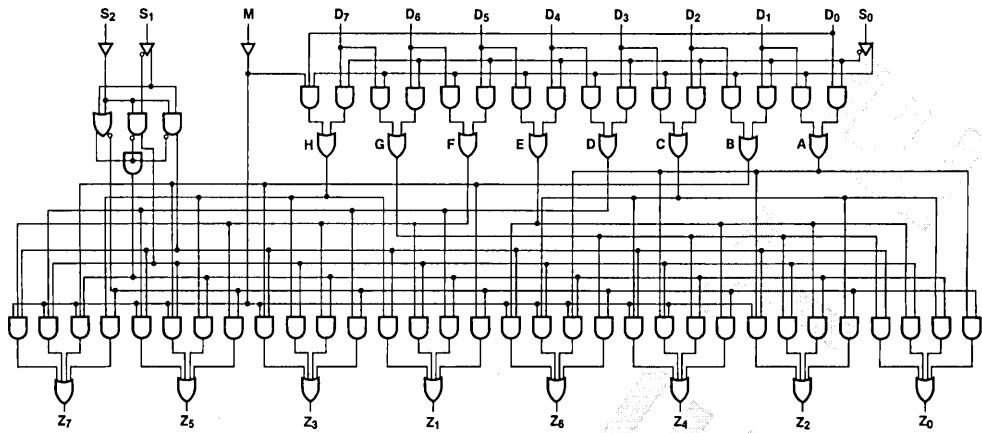 S2 S1 M D7 D6 D5 D4 D3 D2 D1 D0 S0
H G F E D C B A
Z7 Z5 Z3 Z1 Z6 Z4 Z2 Z0